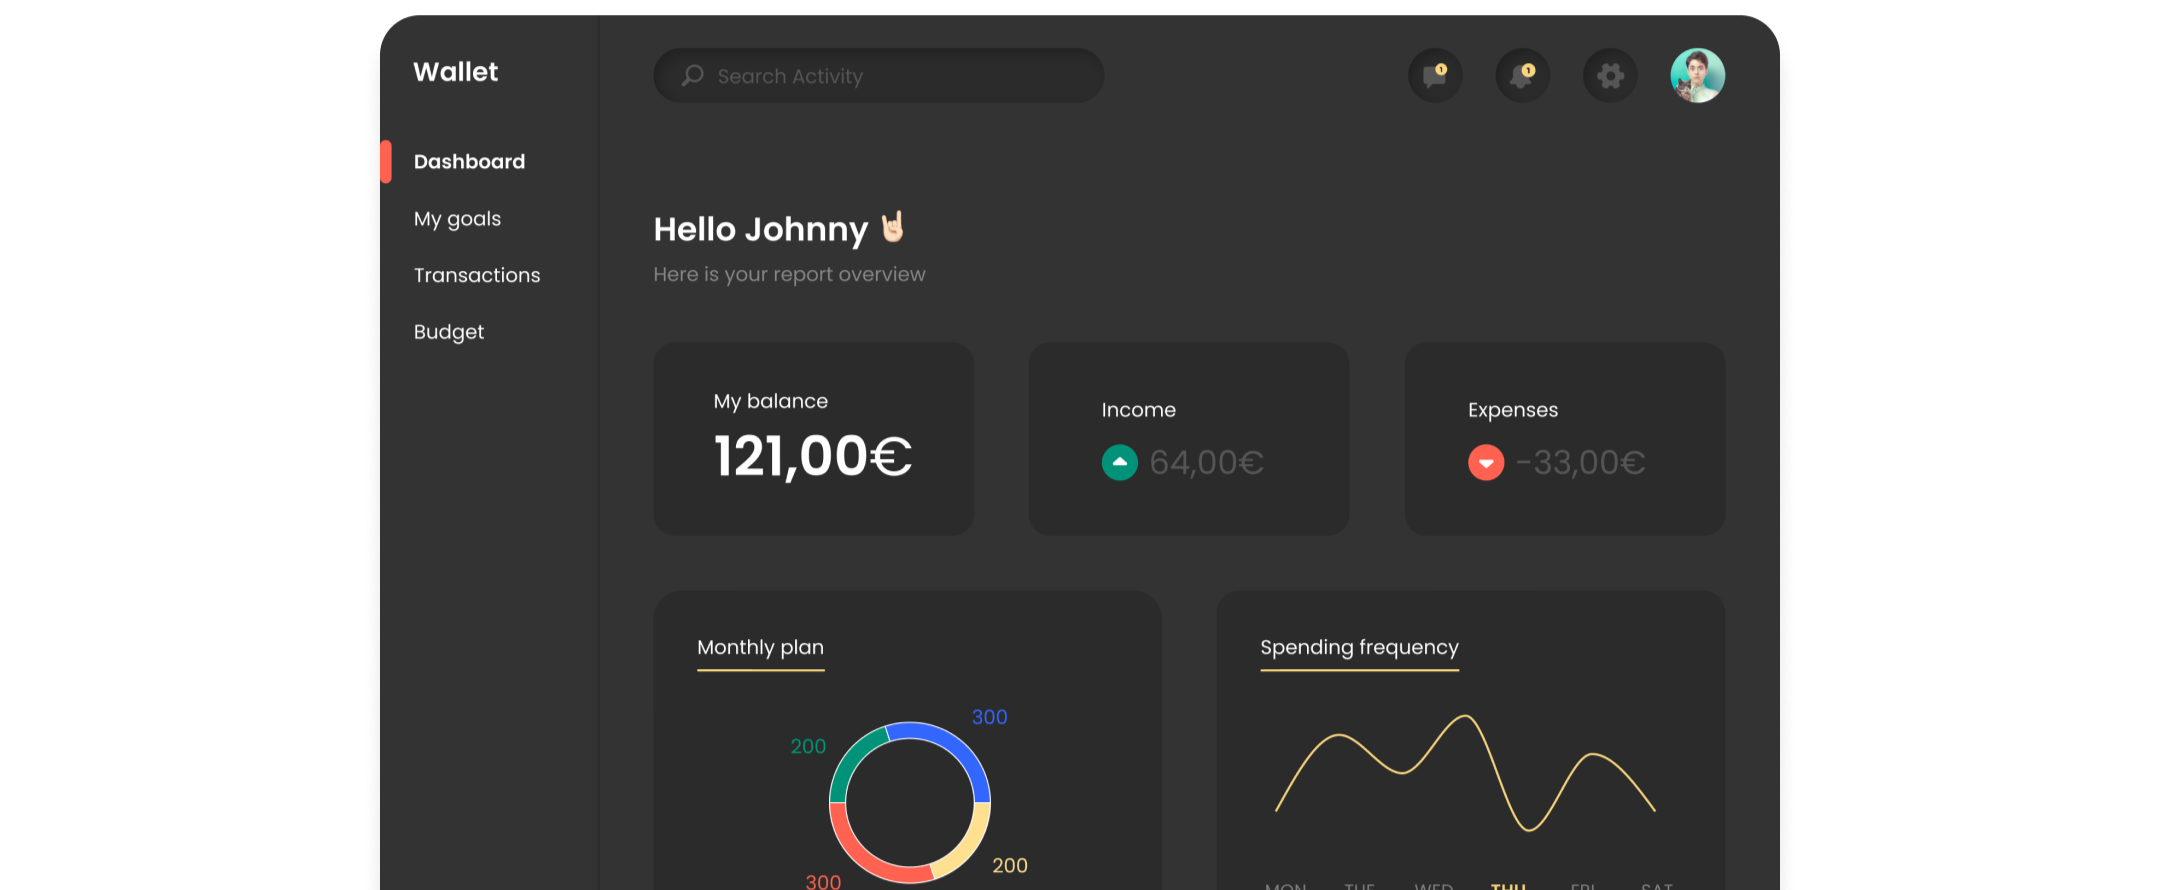 Wallet
Search Activity
1
1
Dashboard
My goals
Transactions
Budget
Hello Johnny 🤘🏻
Here is your report overview
My balance
121,00€
Income
64,00€
Expenses
-33,00€
Monthly plan
300
200
200
300
Spending frequency
MON TUE WED THU FRI SAT